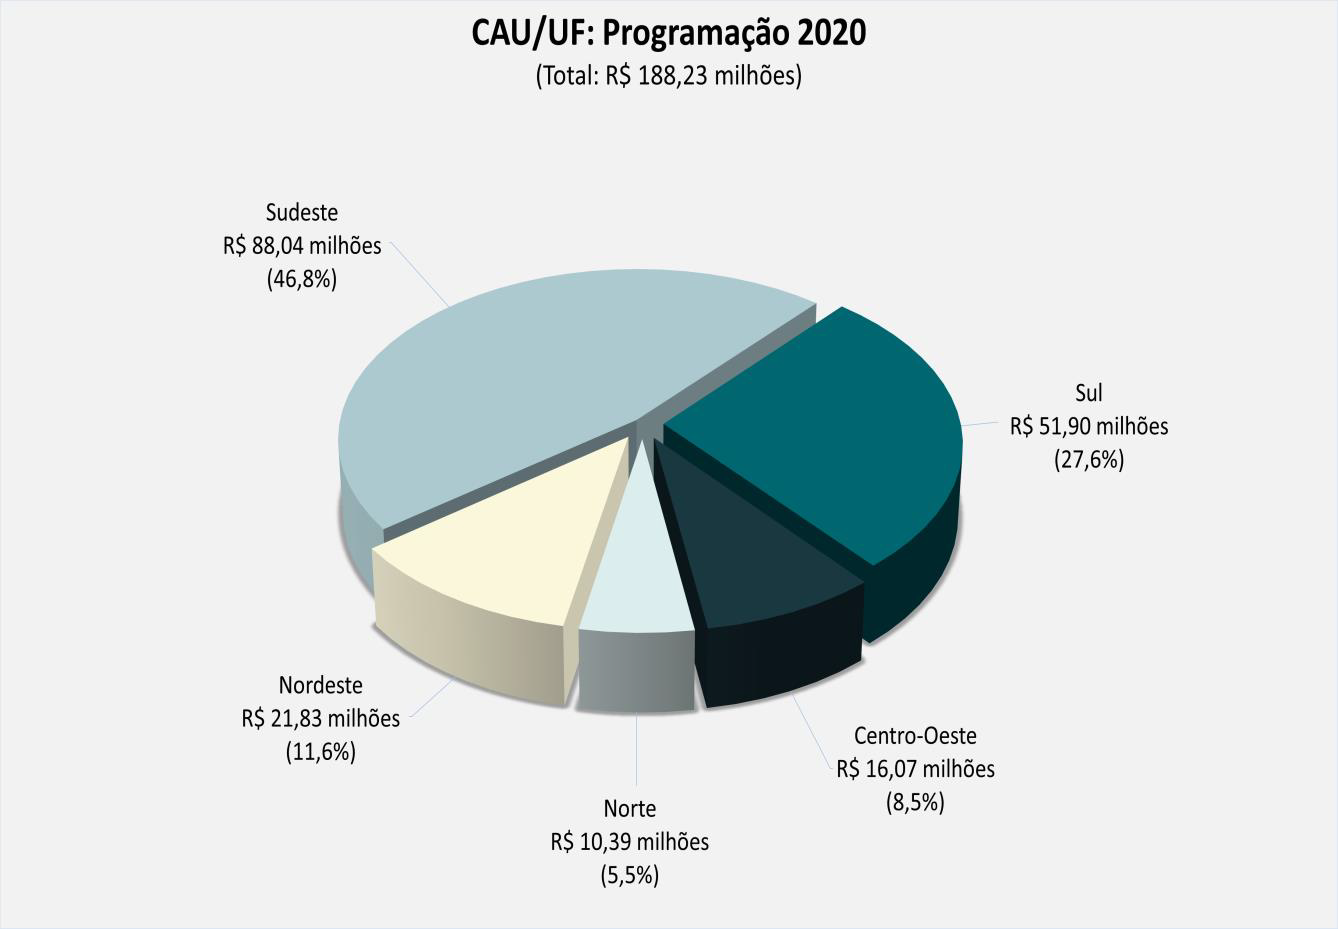 CAU/UF: Programação 2020
(Total: R$ 188,23 milhões)
Sudeste
R$ 88,04 milhões
(46,8%)
Sul
R$ 51,90 milhões
(27,6%)
Nordeste
R$ 21,83 milhões
(11,6%)
Centro-Oeste
R$ 16,07 milhões
(8,5%)
Norte
R$ 10,39 milhões
(5,5%)